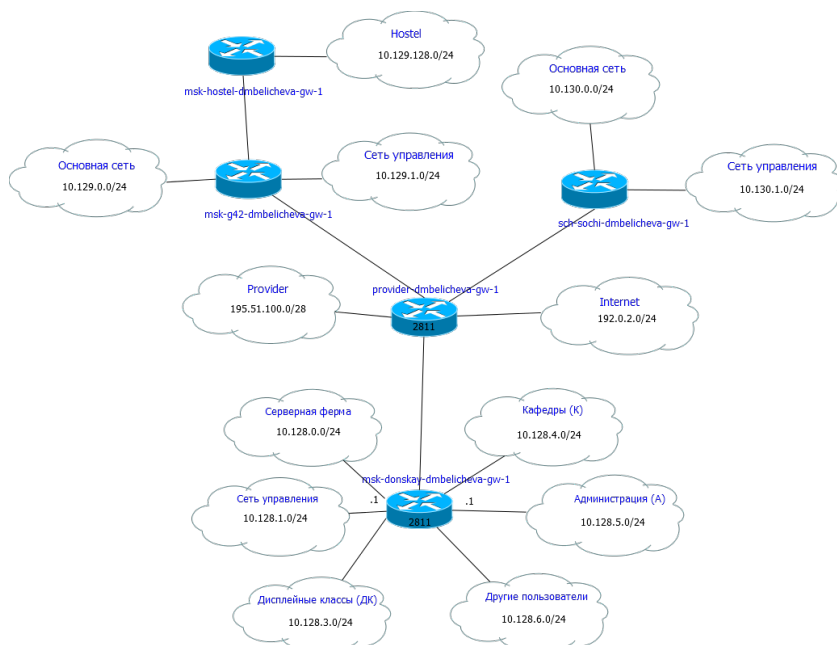 Hostel
10.129.128.0/24
msk-hostel-dmbelicheva-gw-1
Основная сеть
10.130.0.0/24
Основная сеть
10.129.0.0/24
Сеть управления
10.129.1.0/24
msk-g42-dmbelicheva-gw-1
Сеть управления
10.130.1.0/24
sch-sochi-dmbelicheva-gw-1
Provider
195.51.100.0/28
provider-dmbelicheva-gw-1
2811
Internet
192.0.2.0/24
Серверная ферма
10.128.0.0/24
Кафедры (К)
10.128.4.0/24
msk-donskay-dmbelicheva-gw-1
Сеть управления
10.128.1.0/24
.1
.1
2811
Администрация (А)
10.128.5.0/24
Дисплейные классы (ДК)
10.128.3.0/24
Другие пользователи
10.128.6.0/24